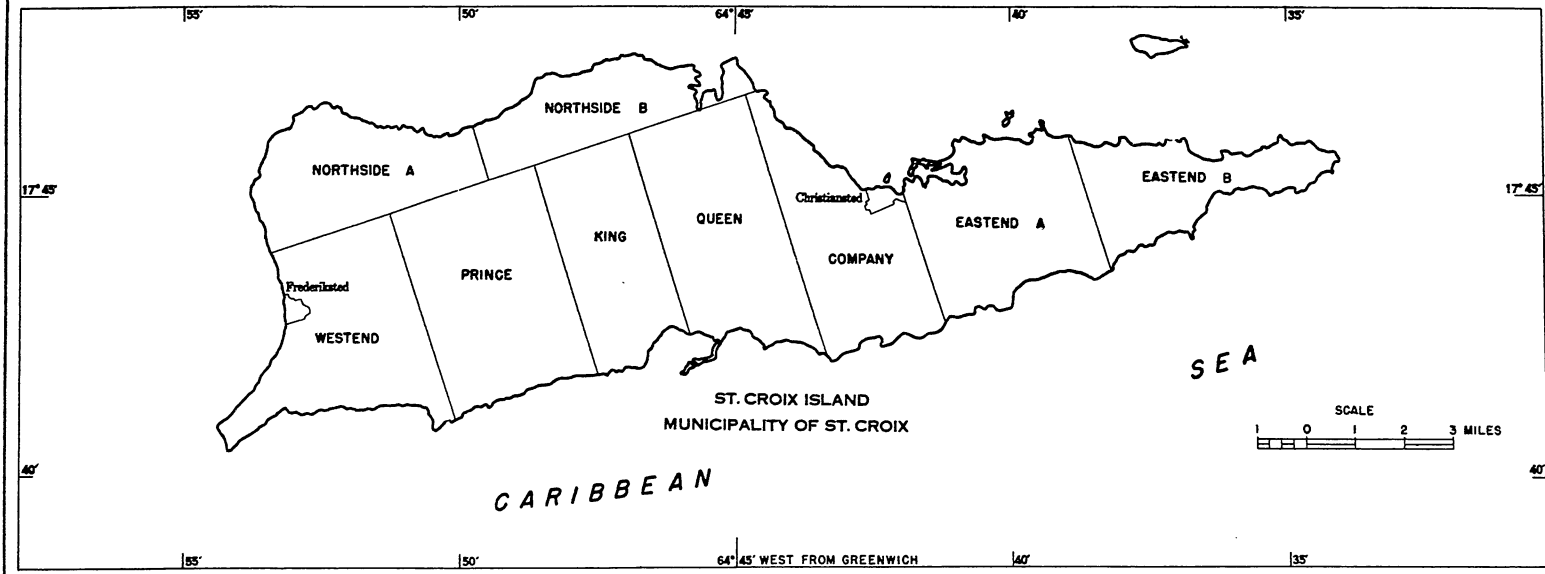 55' 50' 64°45' 40' 35'
NORTHSIDE B
NORTHSIDE A
17°45'
EASTEND B
17°45'
Christiansted
QUEEN
EASTEND A
KING
COMPANY
PRINCE
Frederiksted
WESTEND
SEA
ST. CROIX ISLAND
MUNICIPALITY OF ST. CROIX
SCALE
1 0 1 2 3 MILES
40' 40'
CARIBBEAN
55' 50' 64°45' WEST FROM GREENWICH 40' 35'